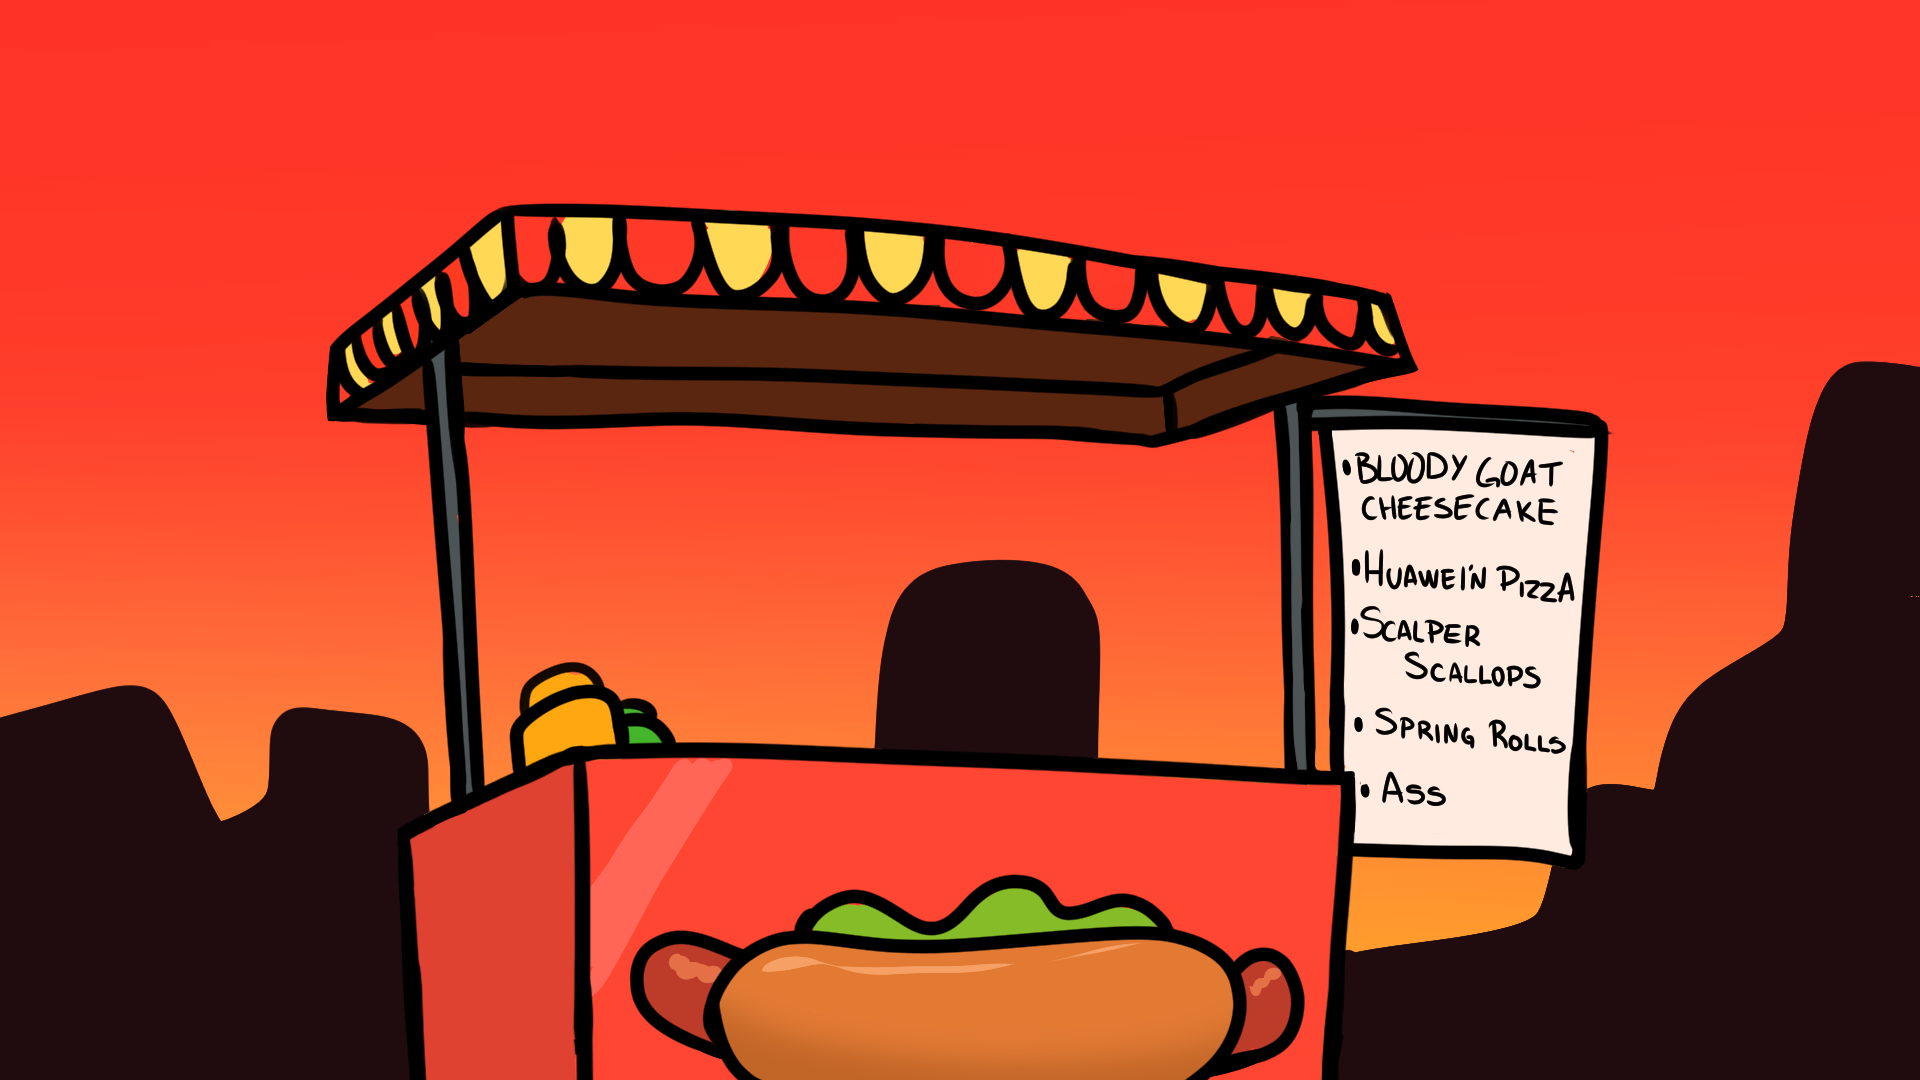 • BLOODY GOAT
CHEESECAKE
• HUAWEI'N PIZZA
• SCALPER
SCALLOPS
• SPRING ROLLS
• ASS